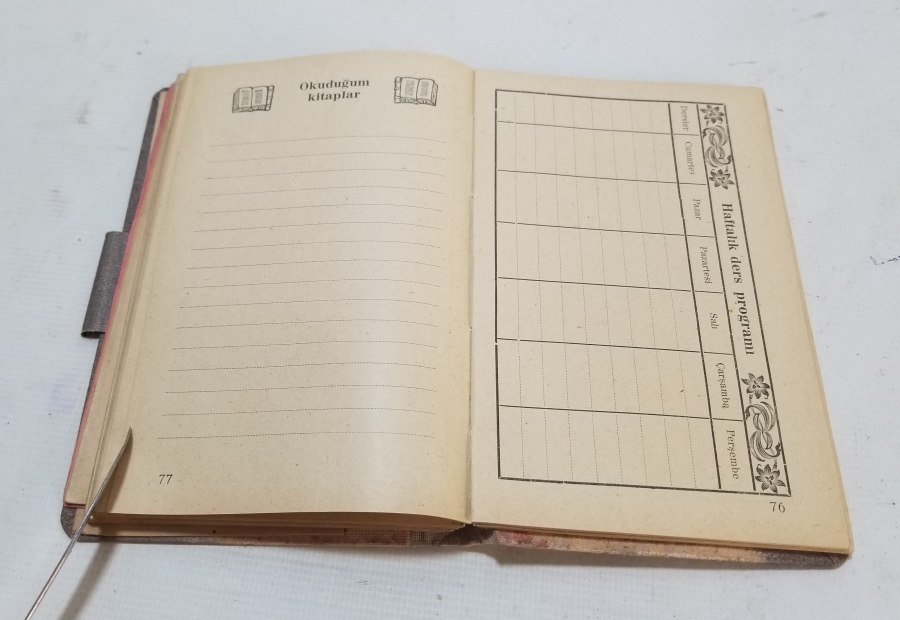 Okuduğum
kitaplar
77
Haftalık ders programı
Dersler
Cumartesi
Pazar
Pazartesi
Salı
Çarşamba
Perşembe
76